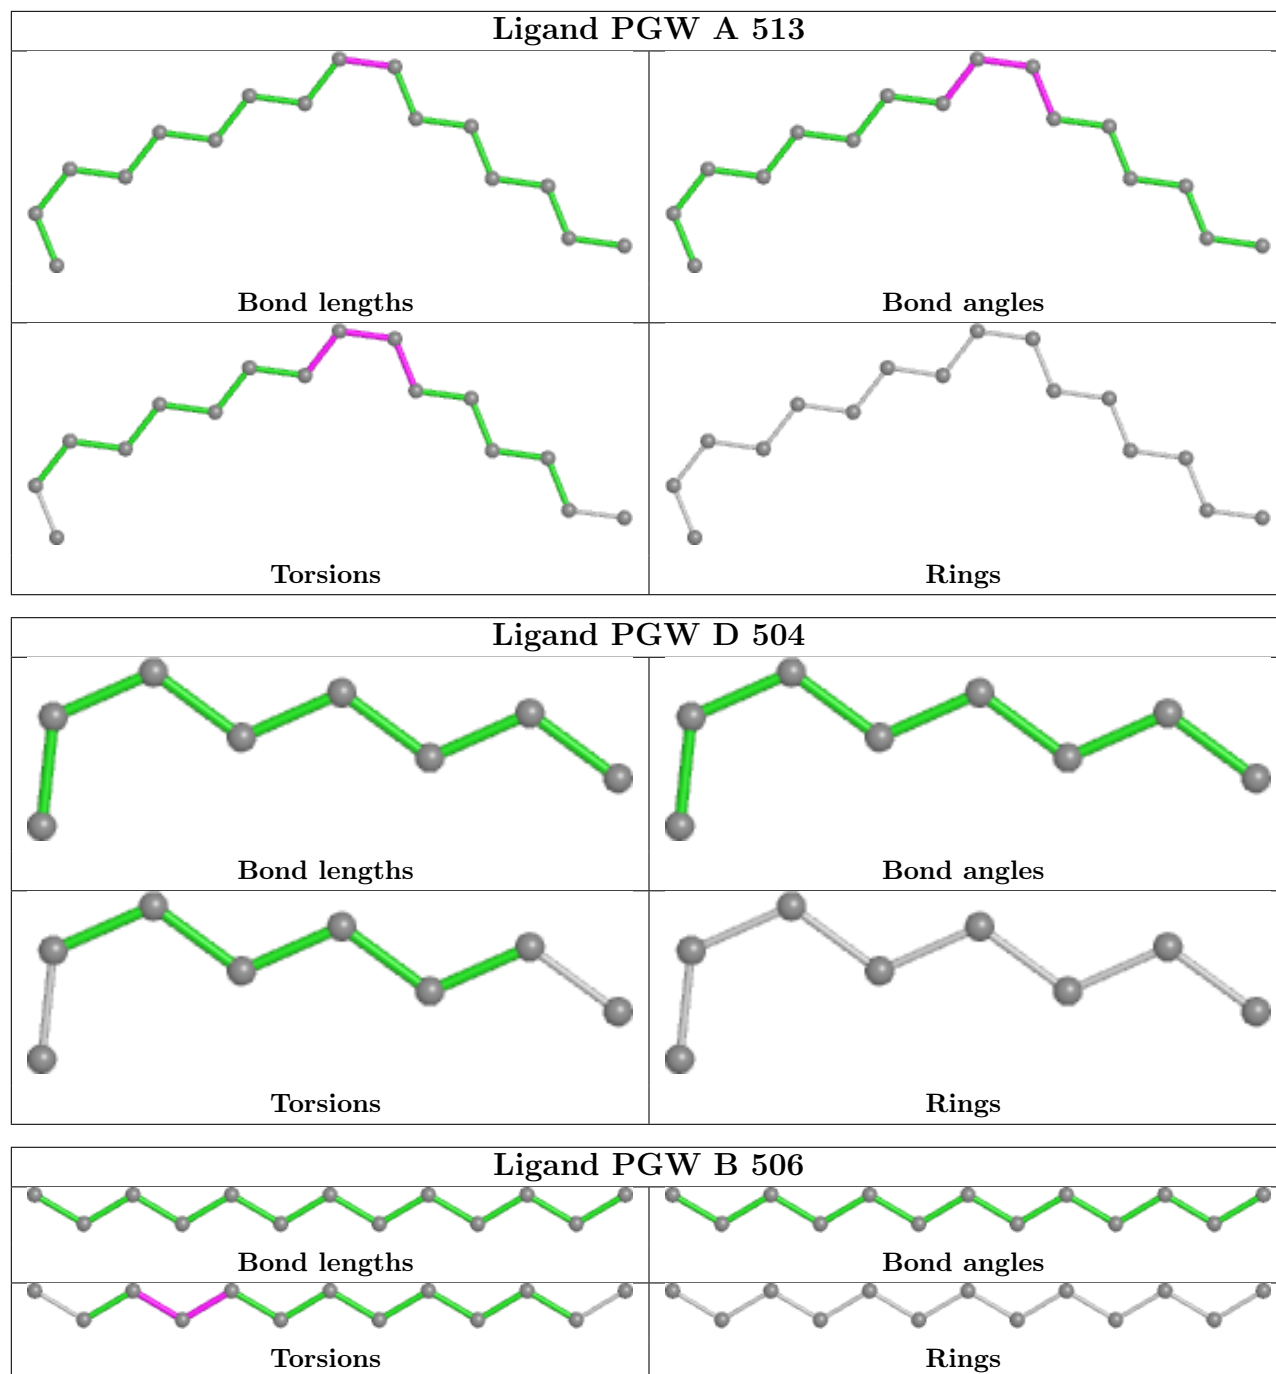 Ligand PGW A 513
Bond lengths
Bond angles
Torsions
Rings
Ligand PGW D 504
Bond lengths
Bond angles
Torsions
Rings
Ligand PGW B 506
Bond lengths
Bond angles
Torsions
Rings